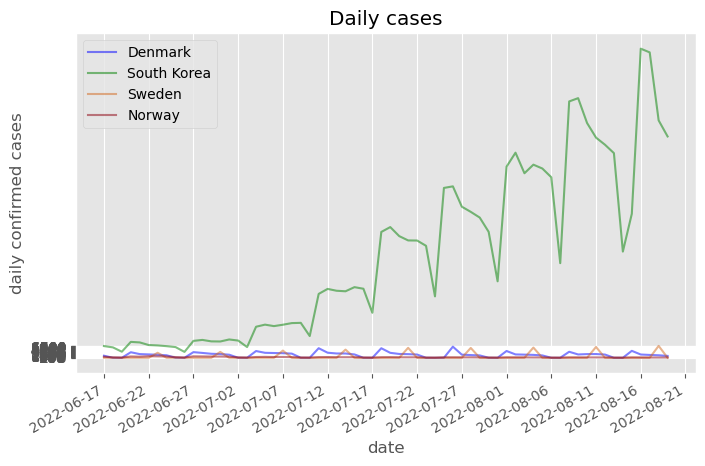 Daily cases
Denmark
South Korea
Sweden
Norway
daily confirmed cases
2022-06-17
2022-06-22
2022-06-27
2022-07-02
2022-07-07
2022-07-12
2022-07-17
2022-07-22
2022-07-27
2022-08-01
2022-08-06
2022-08-11
2022-08-16
2022-08-21
date